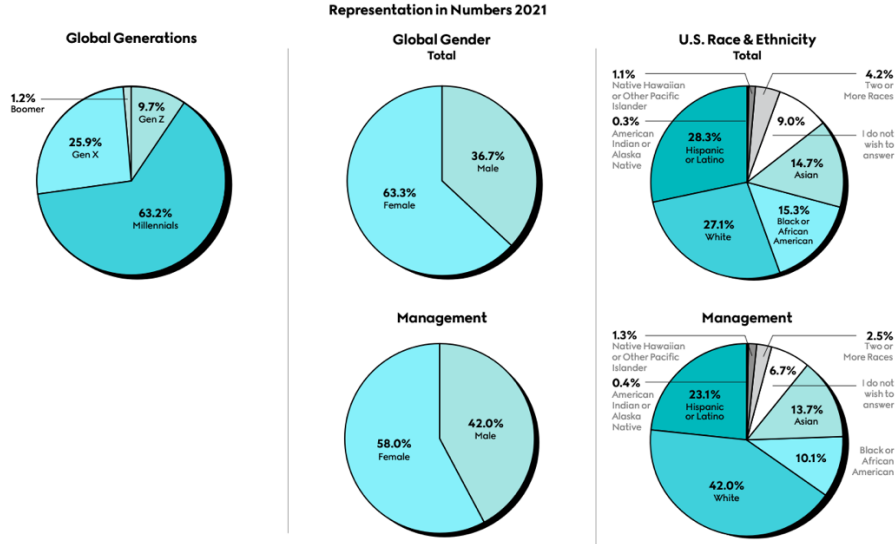 Representation in Numbers 2021
Global Generations
1.2%
Boomer
9.7%
Gen Z
25.9%
Gen X
63.2%
Millennials
Global Gender
Total
36.7%
Male
63.3%
Female
Management
42.0%
Male
58.0%
Female
U.S. Race & Ethnicity
Total
1.1%
Native Hawaiian
or Other Pacific
Islander
0.3%
American
Indian or
Alaska
Native
4.2%
Two or
More Races
9.0%
I do not
wish to
answer
28.3%
Hispanic
or Latino
14.7%
Asian
15.3%
Black or
African
American
27.1%
White
Management
1.3%
Native Hawaiian
or Other Pacific
Islander
0.4%
American
Indian or
Alaska
Native
2.5%
Two or
More Races
6.7%
I do not
wish to
answer
23.1%
Hispanic
or Latino
13.7%
Asian
10.1%
Black or
African
American
42.0%
White